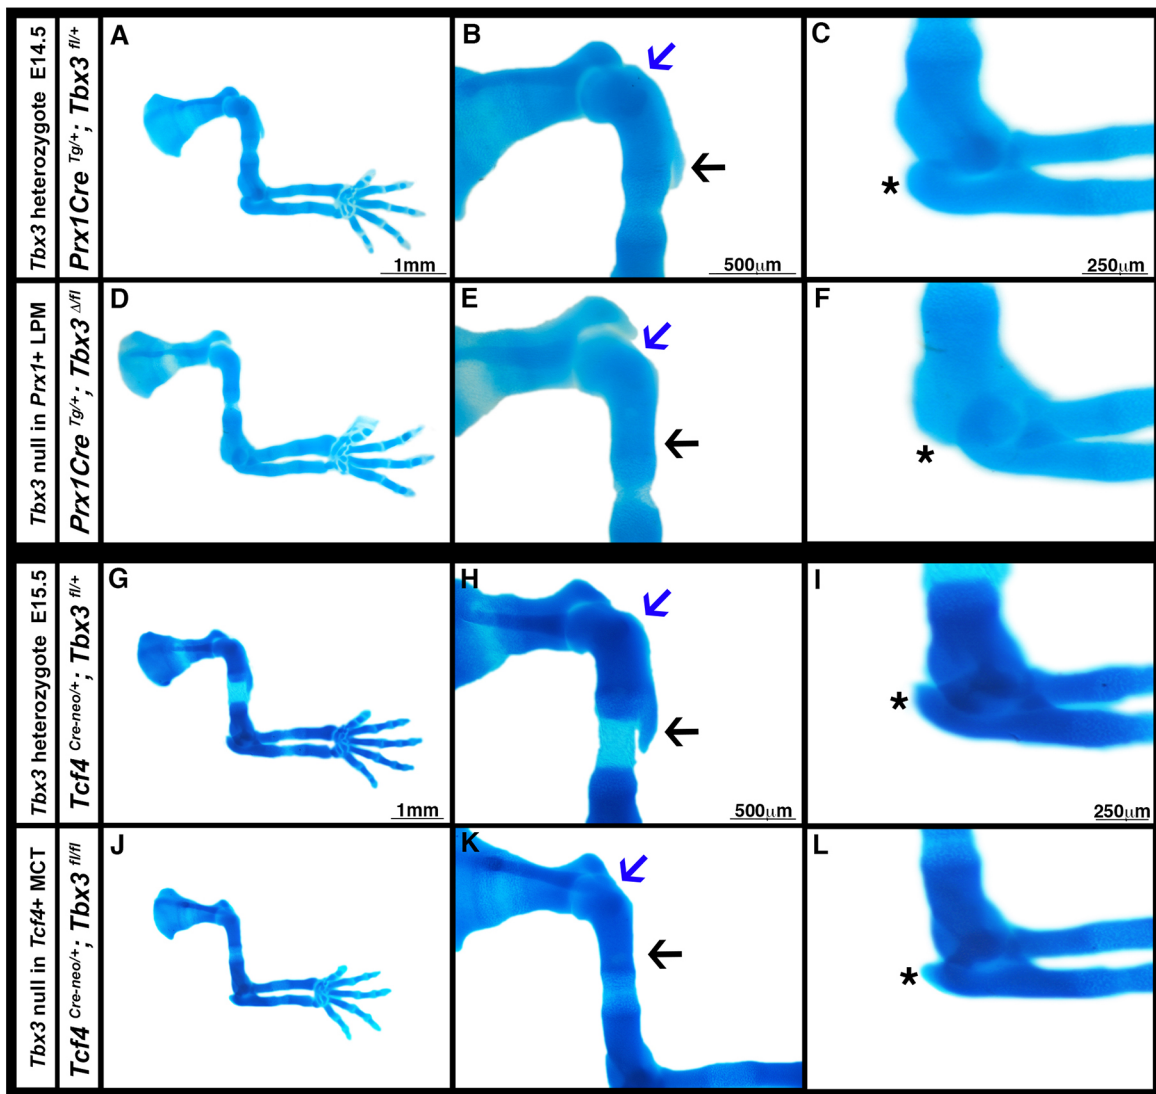 Tbx3 heterozygote E14.5
Prx1Cre Tg/+; Tbx3 fl/+
A
1mm
B
500μm
C
250μm
Tbx3 null in Prx1+ LPM
Prx1Cre Tg/+; Tbx3 Δ/fl
D
E
F
*
*
Tbx3 heterozygote E15.5
Tcf4 Cre-neo/+; Tbx3 fl/+
G
1mm
H
500μm
I
250μm
Tbx3 null in Tcf4+ MCT
Tcf4 Cre-neo/+; Tbx3 fl/fl
J
K
L
*
*